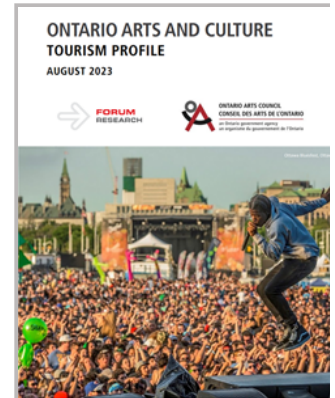 ONTARIO ARTS AND CULTURE
TOURISM PROFILE
AUGUST 2023
FORUM
RESEARCH
ONTARIO ARTS COUNCIL
CONSEIL DES ARTS DE L'ONTARIO
an Ontario government agency
un organisme du gouvernement de l'Ontario